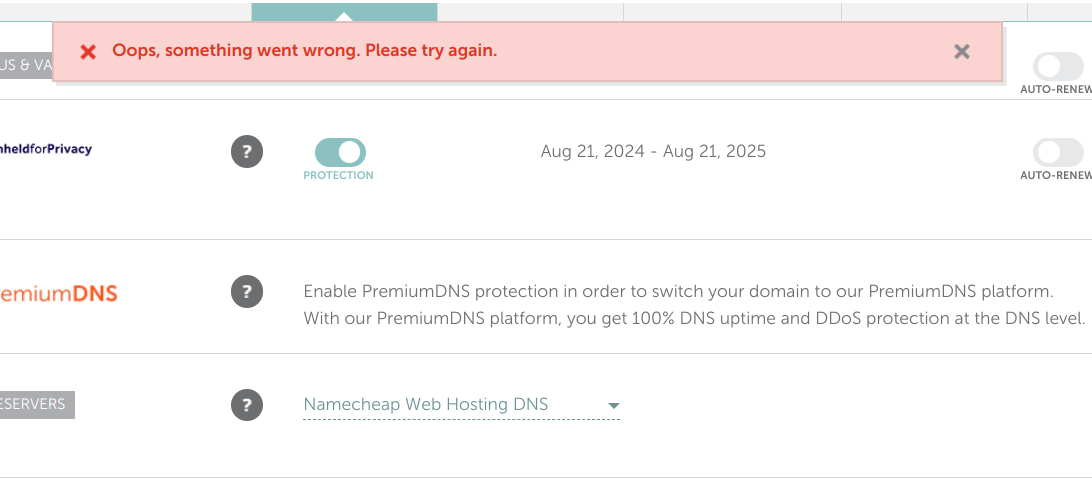 Oops, something went wrong. Please try again.
US & VA
AUTO-RENEW
nheldforPrivacy
?
PROTECTION
Aug 21, 2024 - Aug 21, 2025
AUTO-RENEW
emiumDNS
?
Enable PremiumDNS protection in order to switch your domain to our PremiumDNS platform.
With our PremiumDNS platform, you get 100% DNS uptime and DDoS protection at the DNS level.
ESERVERS
?
Namecheap Web Hosting DNS